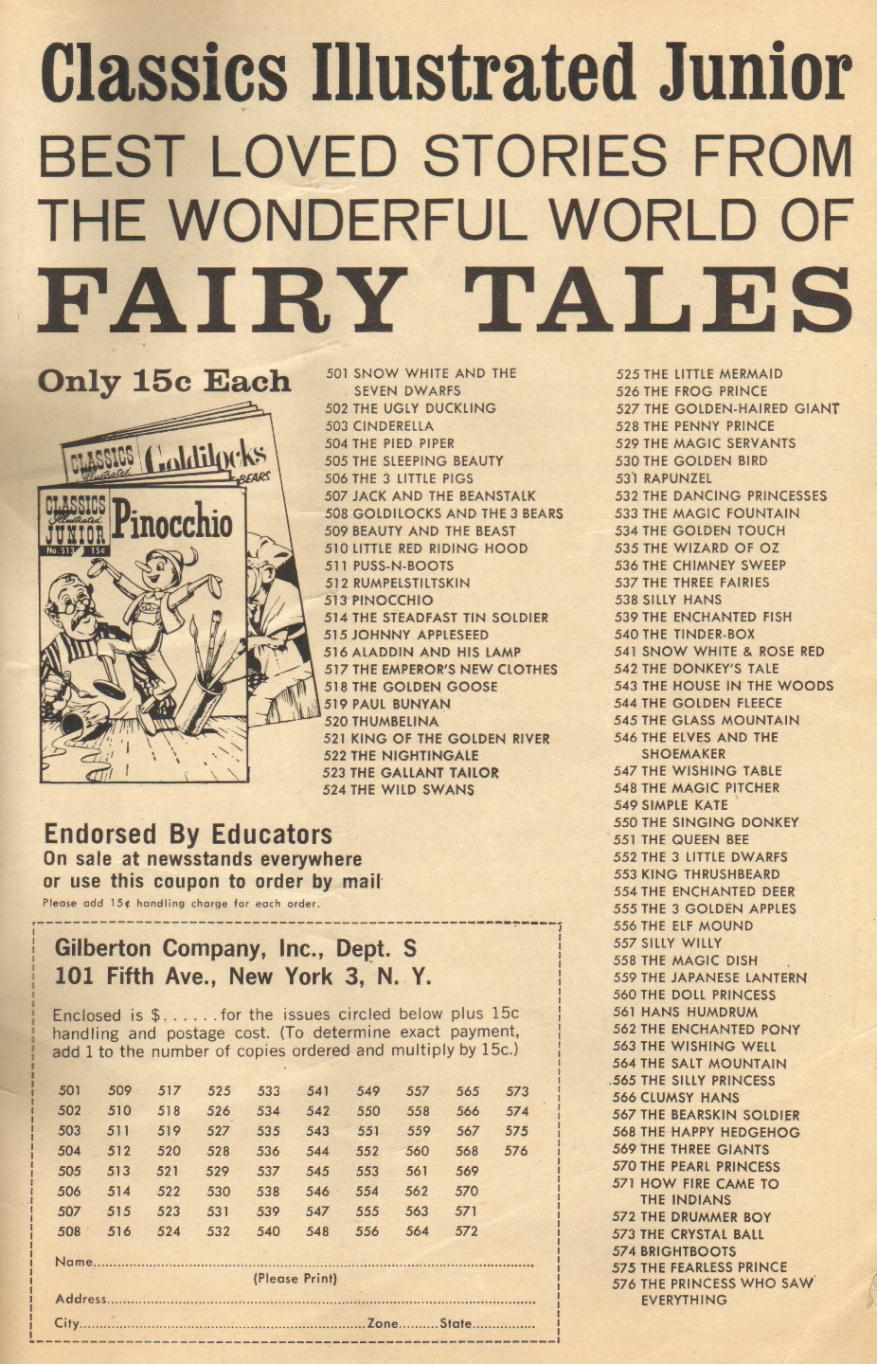 Classics Illustrated Junior
BEST LOVED STORIES FROM
THE WONDERFUL WORLD OF
FAIRY TALES
Only 15c Each
CLASSICS
Illustrated
Goldilocks
BEARS
CLASSICS
Illustrated
JUNIOR
No. 513 15¢
Pinocchio
501 SNOW WHITE AND THE
SEVEN DWARFS
502 THE UGLY DUCKLING
503 CINDERELLA
504 THE PIED PIPER
505 THE SLEEPING BEAUTY
506 THE 3 LITTLE PIGS
507 JACK AND THE BEANSTALK
508 GOLDILOCKS AND THE 3 BEARS
509 BEAUTY AND THE BEAST
510 LITTLE RED RIDING HOOD
511 PUSS-N-BOOTS
512 RUMPELSTILTSKIN
513 PINOCCHIO
514 THE STEADFAST TIN SOLDIER
515 JOHNNY APPLESEED
516 ALADDIN AND HIS LAMP
517 THE EMPEROR'S NEW CLOTHES
518 THE GOLDEN GOOSE
519 PAUL BUNYAN
520 THUMBELINA
521 KING OF THE GOLDEN RIVER
522 THE NIGHTINGALE
523 THE GALLANT TAILOR
524 THE WILD SWANS
525 THE LITTLE MERMAID
526 THE FROG PRINCE
527 THE GOLDEN-HAIRED GIANT
528 THE PENNY PRINCE
529 THE MAGIC SERVANTS
530 THE GOLDEN BIRD
531 RAPUNZEL
532 THE DANCING PRINCESSES
533 THE MAGIC FOUNTAIN
534 THE GOLDEN TOUCH
535 THE WIZARD OF OZ
536 THE CHIMNEY SWEEP
537 THE THREE FAIRIES
538 SILLY HANS
539 THE ENCHANTED FISH
540 THE TINDER-BOX
541 SNOW WHITE & ROSE RED
542 THE DONKEY'S TALE
543 THE HOUSE IN THE WOODS
544 THE GOLDEN FLEECE
545 THE GLASS MOUNTAIN
546 THE ELVES AND THE
SHOEMAKER
547 THE WISHING TABLE
548 THE MAGIC PITCHER
549 SIMPLE KATE
550 THE SINGING DONKEY
551 THE QUEEN BEE
552 THE 3 LITTLE DWARFS
553 KING THRUSHBEARD
554 THE ENCHANTED DEER
555 THE 3 GOLDEN APPLES
556 THE ELF MOUND
557 SILLY WILLY
558 THE MAGIC DISH
559 THE JAPANESE LANTERN
560 THE DOLL PRINCESS
561 HANS HUMDRUM
562 THE ENCHANTED PONY
563 THE WISHING WELL
564 THE SALT MOUNTAIN
565 THE SILLY PRINCESS
566 CLUMSY HANS
567 THE BEARSKIN SOLDIER
568 THE HAPPY HEDGEHOG
569 THE THREE GIANTS
570 THE PEARL PRINCESS
571 HOW FIRE CAME TO
THE INDIANS
572 THE DRUMMER BOY
573 THE CRYSTAL BALL
574 BRIGHTBOOTS
575 THE FEARLESS PRINCE
576 THE PRINCESS WHO SAW
EVERYTHING
Endorsed By Educators
On sale at newsstands everywhere
or use this coupon to order by mail
Please add 15¢ handling charge for each order.
Gilberton Company, Inc., Dept. S
101 Fifth Ave., New York 3, N. Y.
Enclosed is $......for the issues circled below plus 15c
handling and postage cost. (To determine exact payment,
add 1 to the number of copies ordered and multiply by 15c.)
501 509 517 525 533 541 549 557 565 573
502 510 518 526 534 542 550 558 566 574
503 511 519 527 535 543 551 559 567 575
504 512 520 528 536 544 552 560 568 576
505 513 521 529 537 545 553 561 569
506 514 522 530 538 546 554 562 570
507 515 523 531 539 547 555 563 571
508 516 524 532 540 548 556 564 572
Name..........
(Please Print)
Address..........
City..........Zone.........State..........